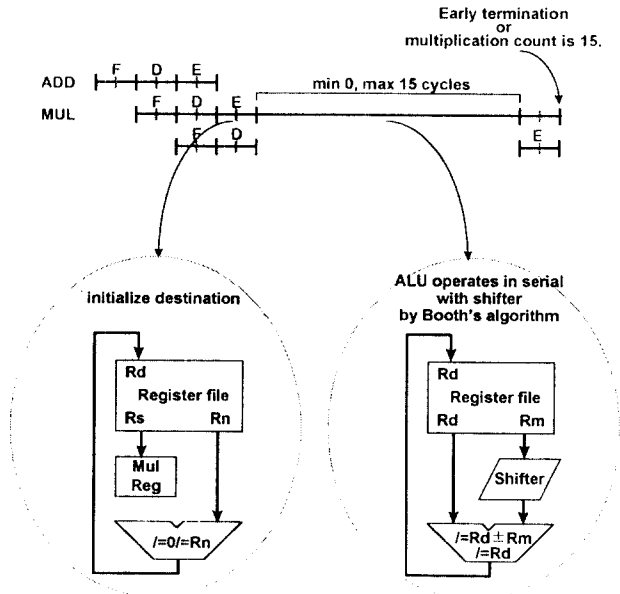 Early termination
or
multiplication count is 15.
F D E
ADD
min 0, max 15 cycles
F D E
MUL
F D
E
initialize destination
ALU operates in serial
with shifter
by Booth's algorithm
Rd
Register file
Rs Rn
Mul
Reg
/=0/=Rn
Rd
Register file
Rd Rm
Shifter
/=Rd ± Rm
/=Rd